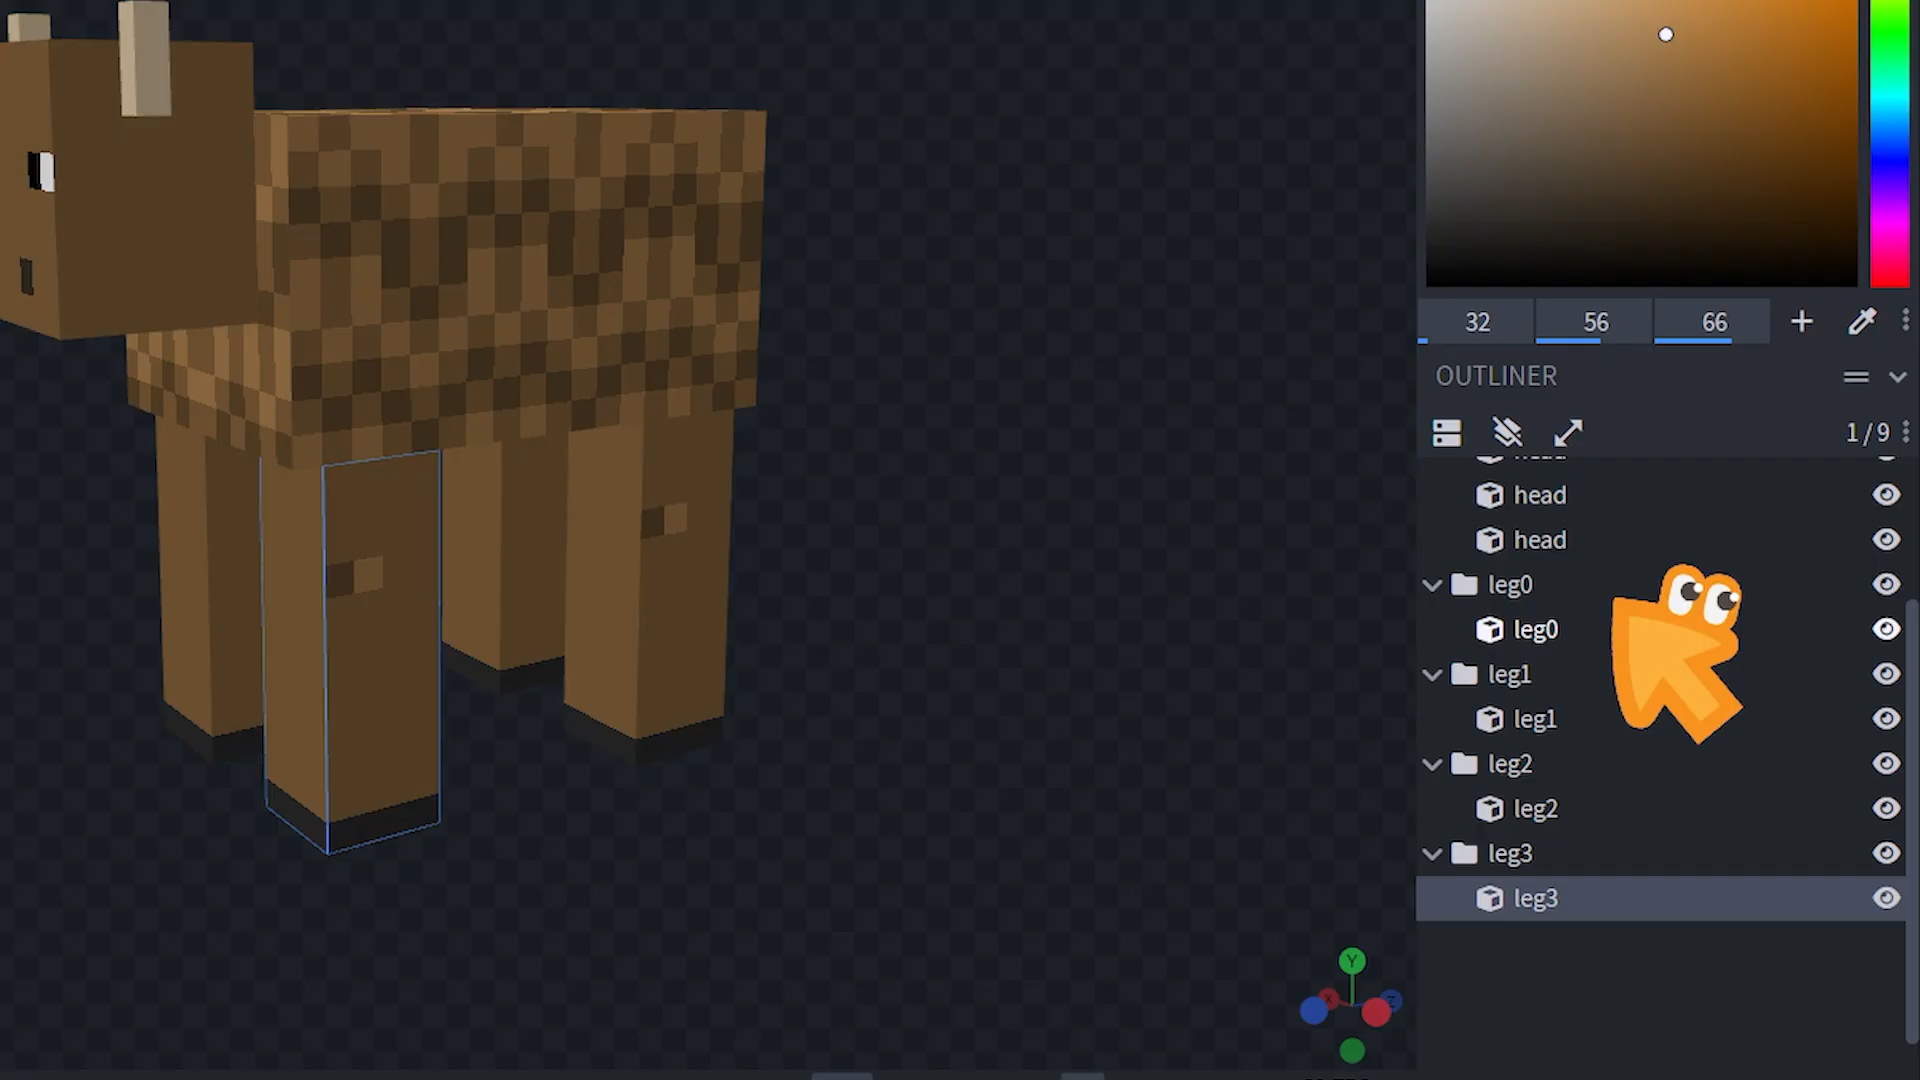 32 56 66
OUTLINER
1/9
head
head
leg0
leg0
leg1
leg1
leg2
leg2
leg3
leg3
Y
X
Z